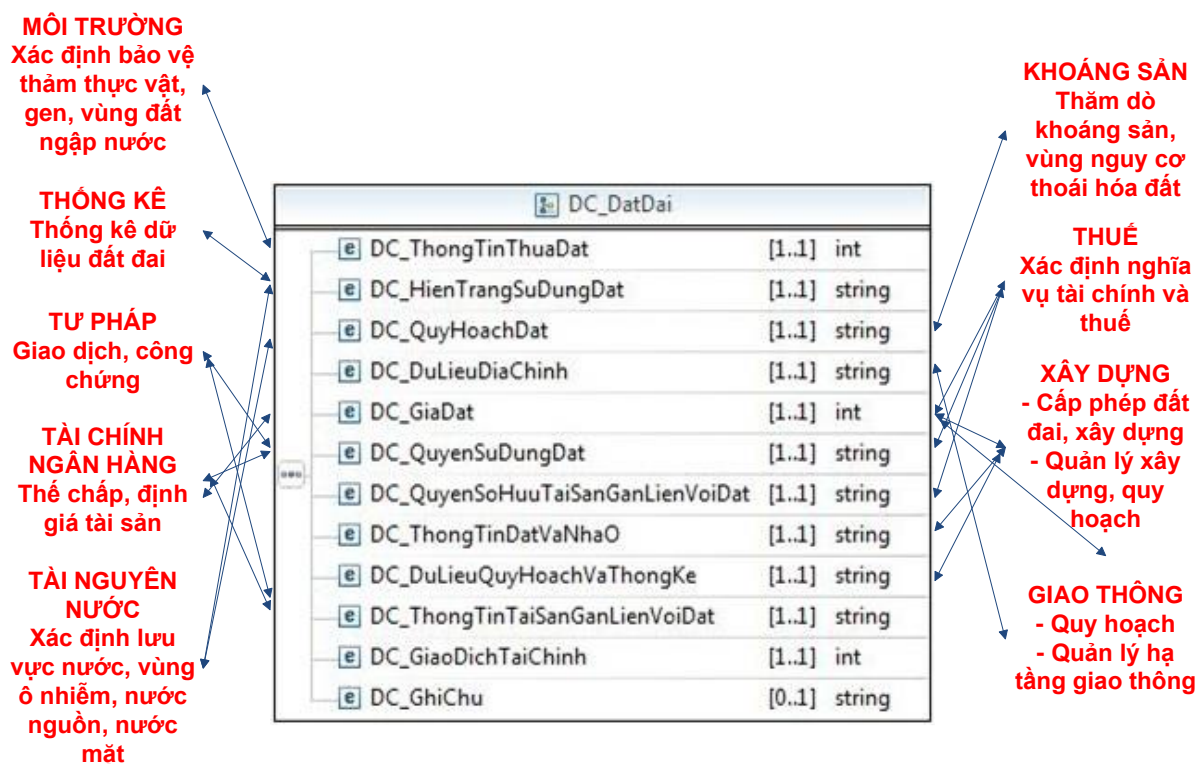 MÔI TRƯỜNG
Xác định bảo vệ
thảm thực vật,
gen, vùng đất
ngập nước
THỐNG KÊ
Thống kê dữ
liệu đất đai
TƯ PHÁP
Giao dịch, công
chứng
TÀI CHÍNH
NGÂN HÀNG
Thế chấp, định
giá tài sản
TÀI NGUYÊN
NƯỚC
Xác định lưu
vực nước, vùng
ô nhiễm, nước
nguồn, nước
măt
DC_DatDai
e DC_ThongTinThuaDat [1..1] int
e DC_HienTrangSuDungDat [1..1] string
e DC_QuyHoachDat [1..1] string
e DC_DuLieuDiaChinh [1..1] string
e DC_GiaDat [1..1] int
e DC_QuyenSuDungDat [1..1] string
e DC_QuyenSoHuuTaiSanGanLienVoiDat [1..1] string
e DC_ThongTinDatVaNhaO [1..1] string
e DC_DuLieuQuyHoachVaThongKe [1..1] string
e DC_ThongTinTaiSanGanLienVoiDat [1..1] string
e DC_GiaoDichTaiChinh [1..1] int
e DC_GhiChu [0..1] string
KHOÁNG SẢN
Thăm dò
khoáng sản,
vùng nguy cơ
thoái hóa đất
THUẾ
Xác định nghĩa
vụ tài chính và
thuế
XÂY DỰNG
- Cấp phép đất
đai, xây dựng
- Quản lý xây
dựng, quy
hoạch
GIAO THÔNG
- Quy hoạch
- Quản lý hạ
tầng giao thông